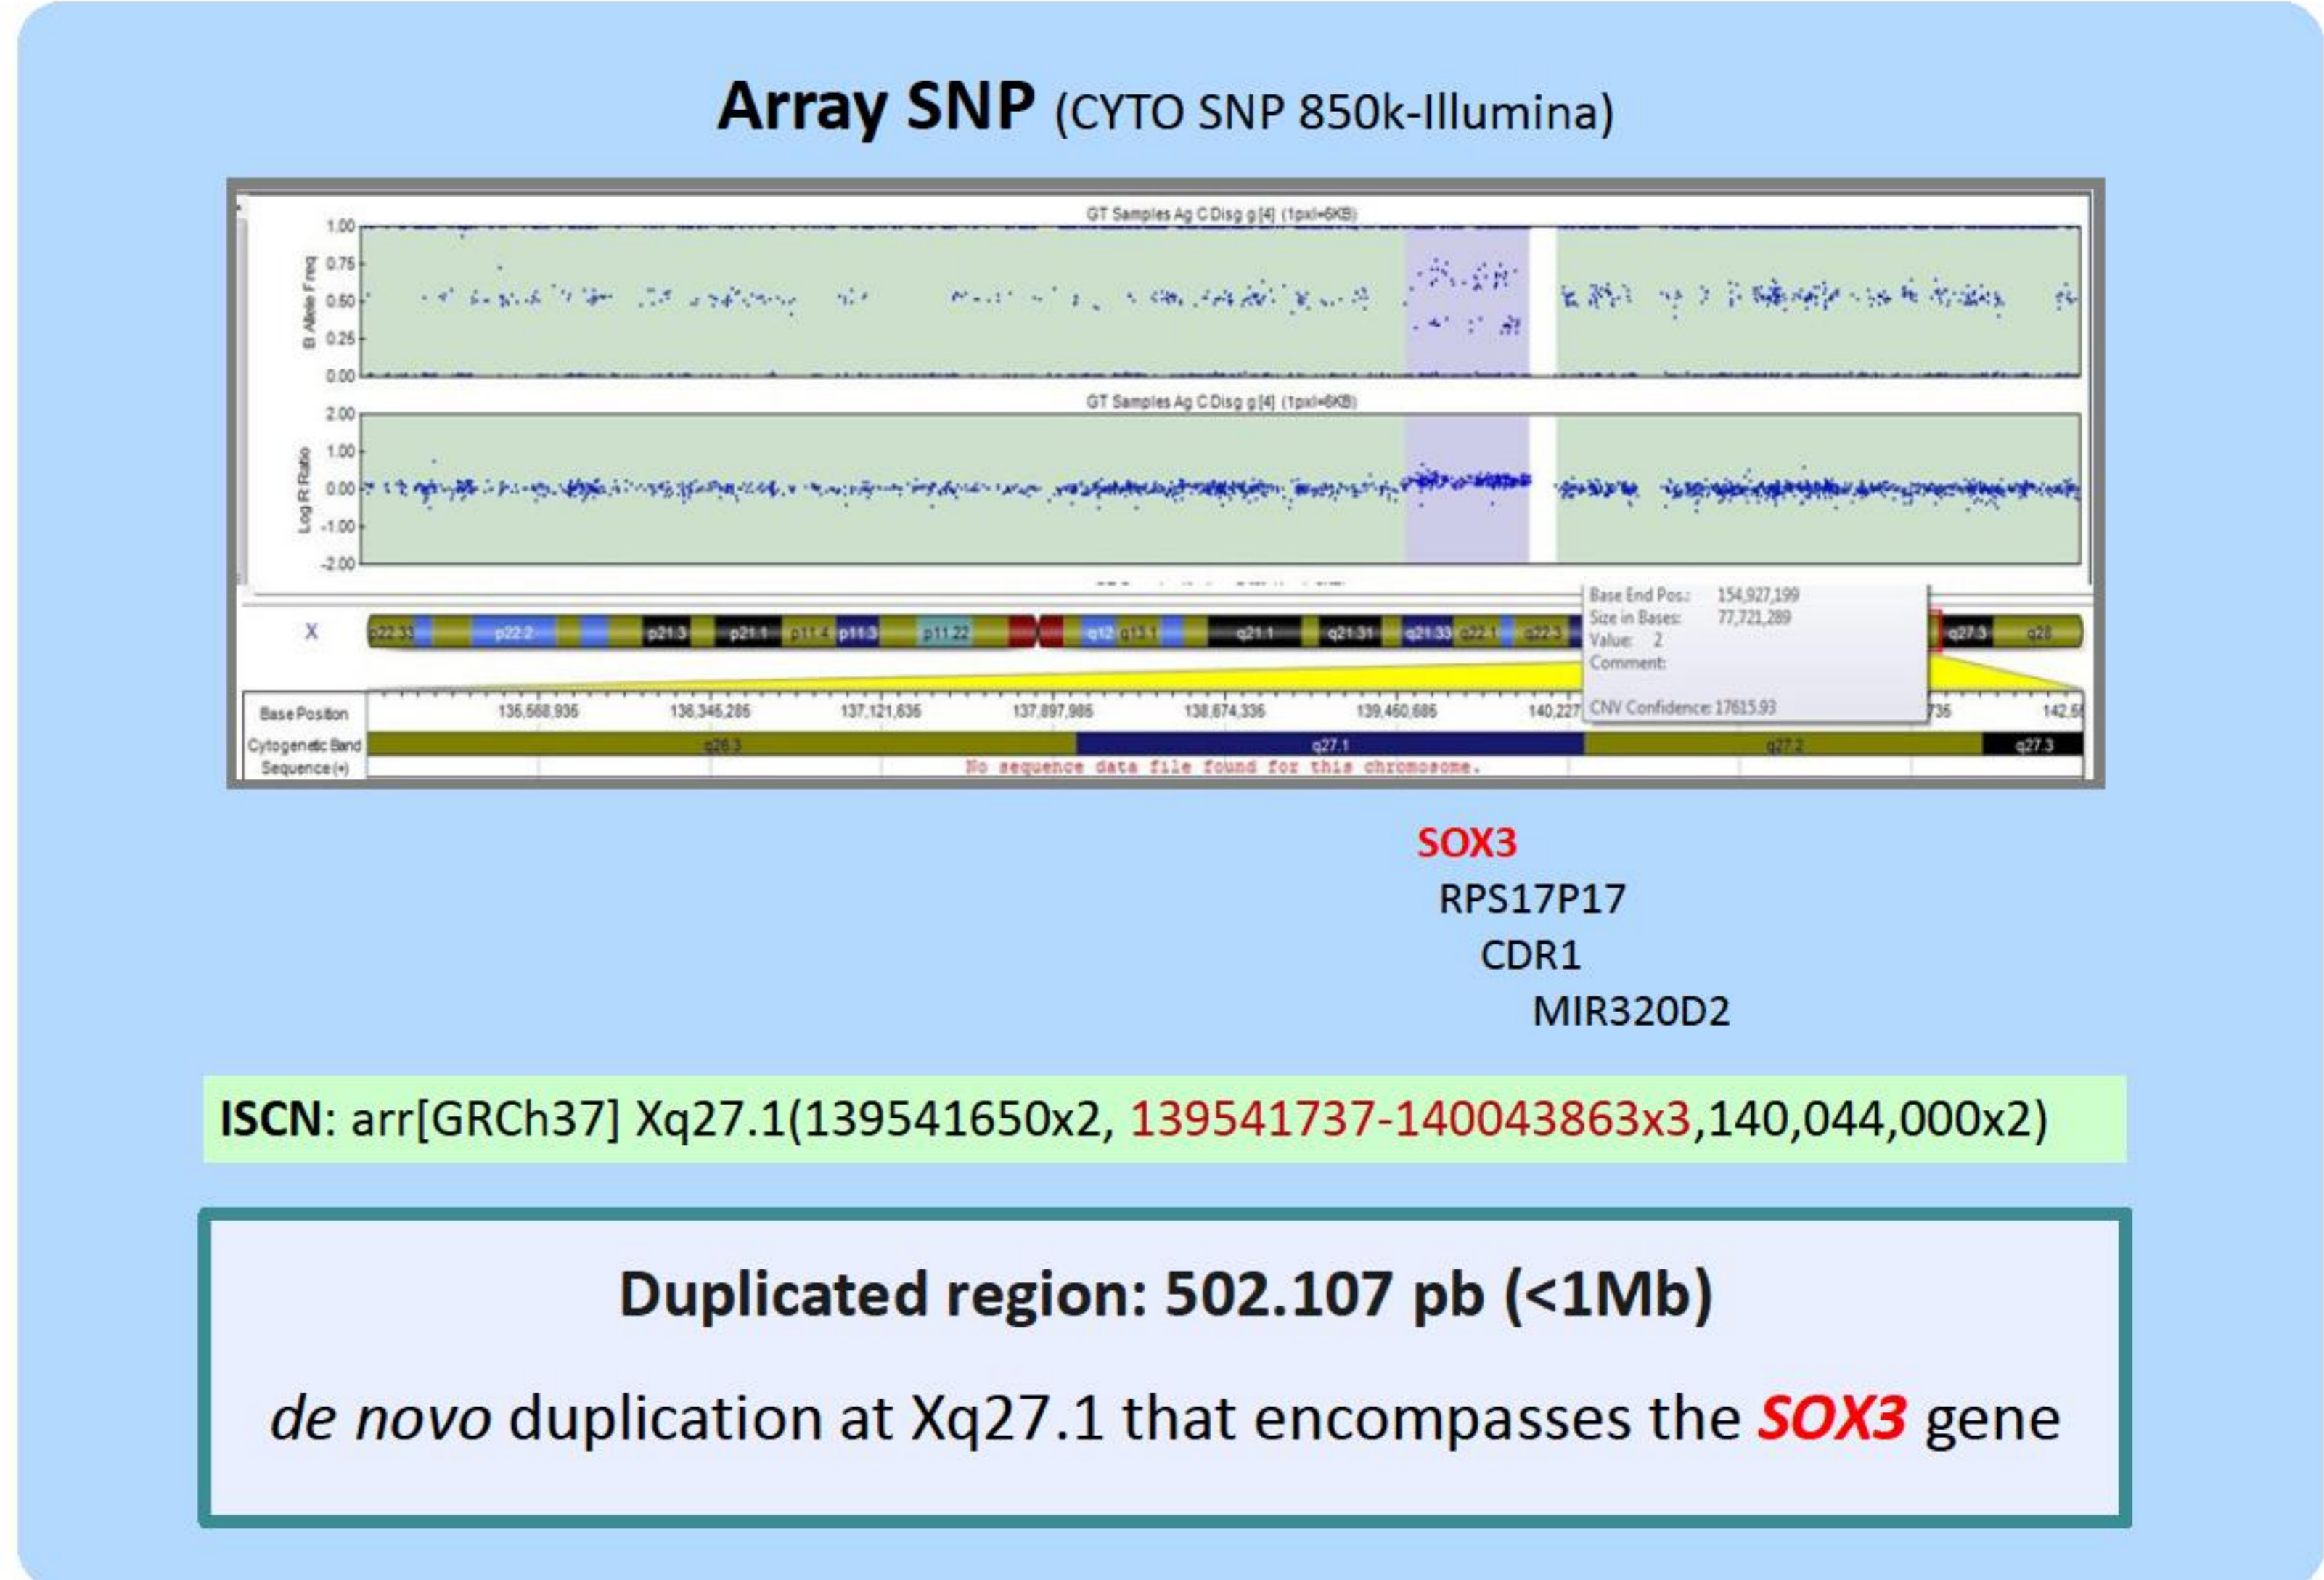 Array SNP (CYTO SNP 850k-Illumina)
GT Samples Ag C Disg g [4] (1pxl=6KB)
B Allele Freq
1.00
0.75
0.50
0.25
0.00
GT Samples Ag C Disg g [4] (1pxl=6KB)
Log R Ratio
2.00
1.00
0.00
-1.00
-2.00
X
p22.33 p22.2 p21.3 p21.1 p11.4 p11.3 p11.22 q12 q13.1 q21.1 q21.31 q21.33 q22.1 q22.3 q27.3 q28
Base End Pos.: 154,927,199
Size in Bases: 77,721,289
Value: 2
Comment:
CNV Confidence: 17615.93
Base Position 135,568,935 136,345,285 137,121,635 137,897,985 138,674,335 139,450,685 140,227 735 142,5
Cytogenetic Band q26.3 q27.1 q27.2 q27.3
Sequence (+) No sequence data file found for this chromosome.
SOX3
RPS17P17
CDR1
MIR320D2
ISCN: arr[GRCh37] Xq27.1(139541650x2, 139541737-140043863x3,140,044,000x2)
Duplicated region: 502.107 pb (<1Mb)
de novo duplication at Xq27.1 that encompasses the SOX3 gene